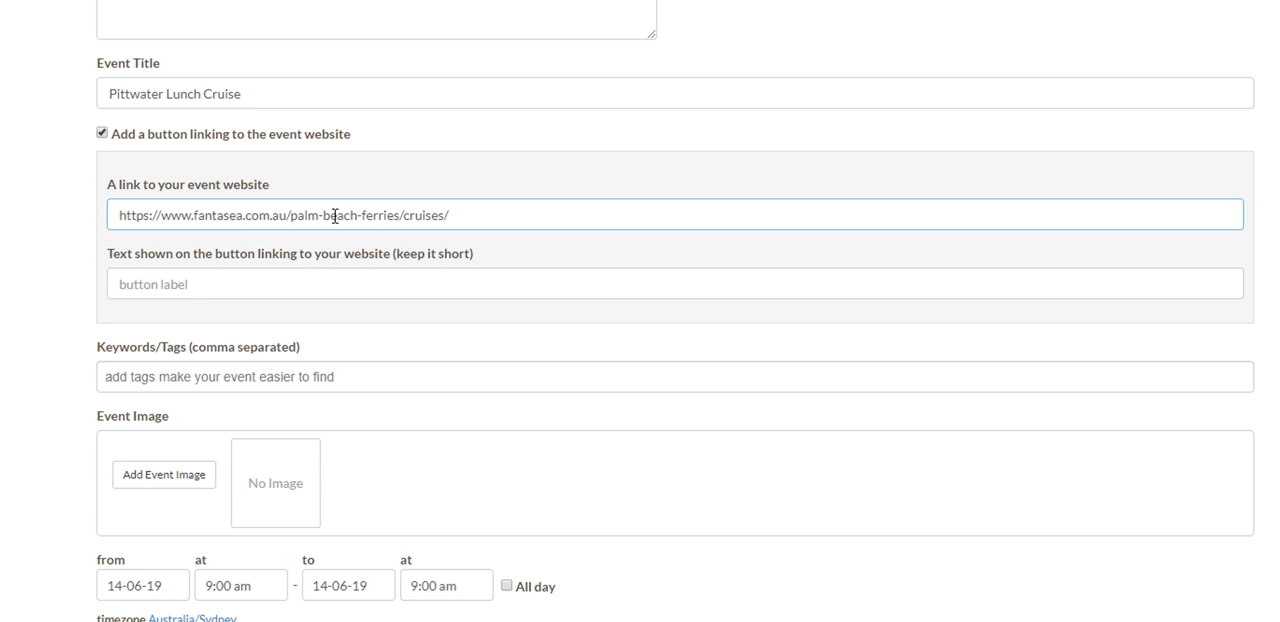 Event Title
Pittwater Lunch Cruise
Add a button linking to the event website
A link to your event website
https://www.fantasea.com.au/palm-beach-ferries/cruises/
Text shown on the button linking to your website (keep it short)
button label
Keywords/Tags (comma separated)
add tags make your event easier to find
Event Image
Add Event Image
No Image
from at to at
14-06-19 9:00 am - 14-06-19 9:00 am All day
timezone Australia/Sydney